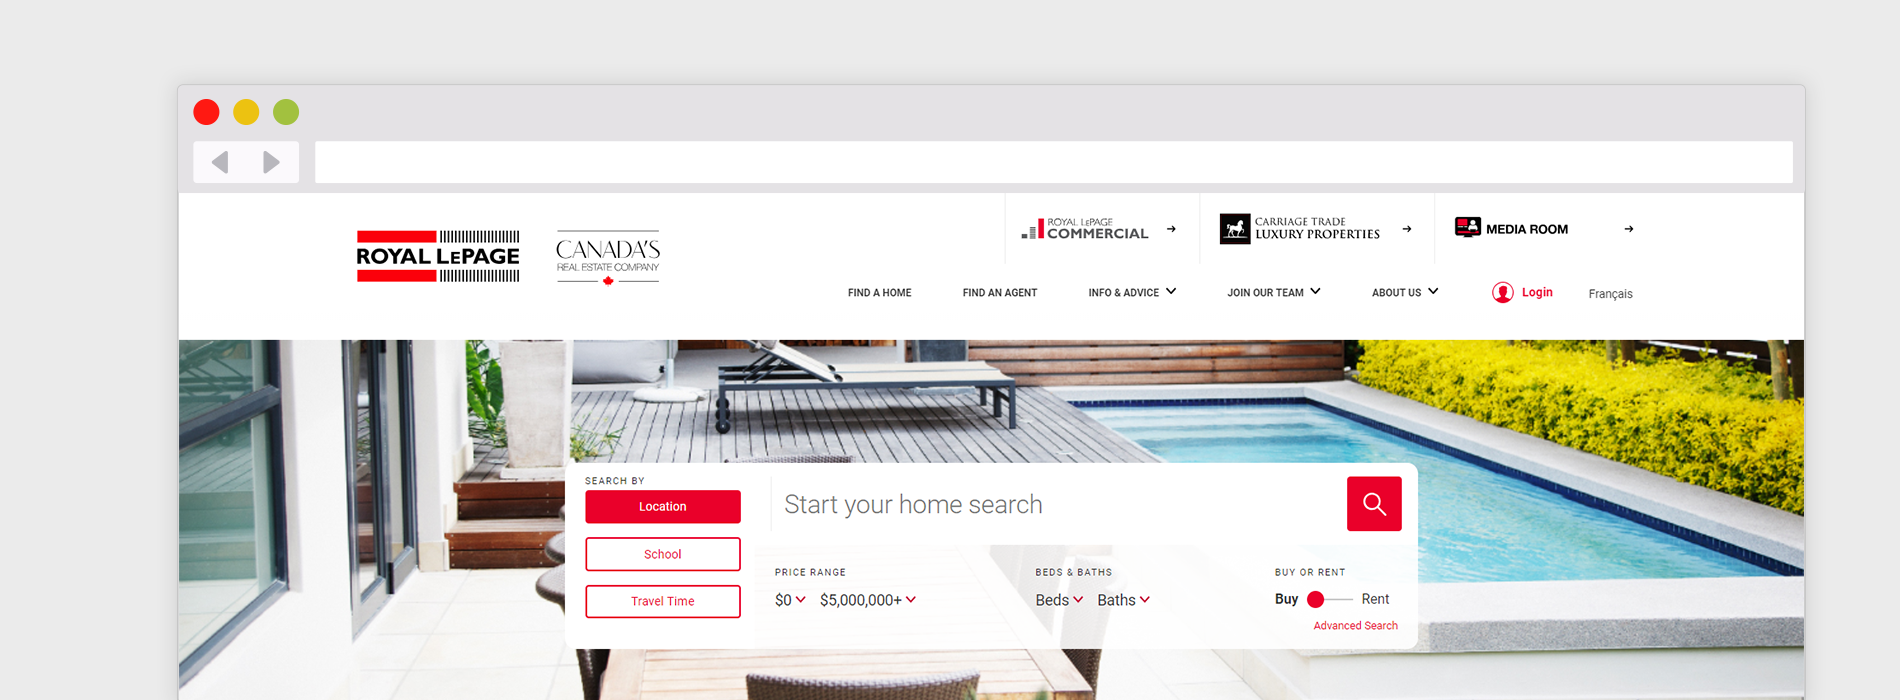 ROYAL LEPAGE
CANADA'S
REAL ESTATE COMPANY
ROYAL LEPAGE
COMMERCIAL
CARRIAGE TRADE
LUXURY PROPERTIES
MEDIA ROOM
FIND A HOME
FIND AN AGENT
INFO & ADVICE
JOIN OUR TEAM
ABOUT US
Login
Français
SEARCH BY
Location
School
Travel Time
Start your home search
PRICE RANGE
$0
$5,000,000+
BEDS & BATHS
Beds
Baths
BUY OR RENT
Buy
Rent
Advanced Search